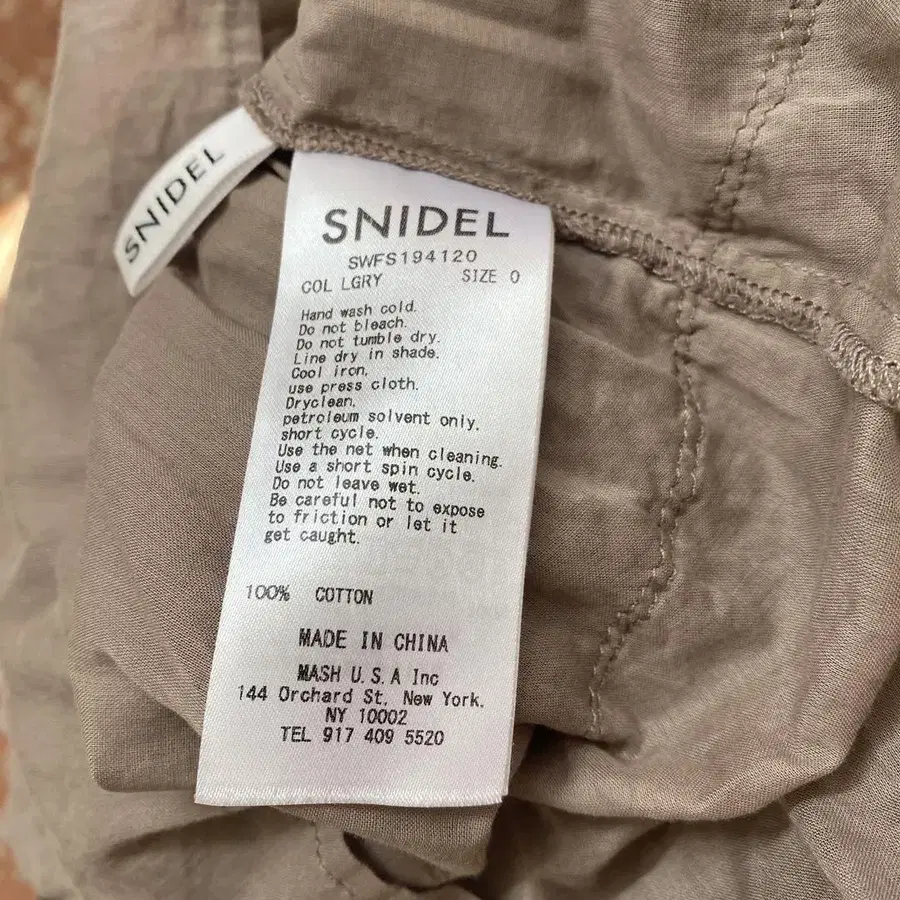 SNIDEL
SNIDEL
SWFS194120
COL LGRY SIZE 0
Hand wash cold.
Do not bleach.
Do not tumble dry.
Line dry in shade.
Cool iron,
use press cloth.
Dryclean,
petroleum solvent only,
short cycle.
Use the net when cleaning.
Use a short spin cycle.
Do not leave wet.
Be careful not to expose
to friction or let it
get caught.
100% COTTON
MADE IN CHINA
MASH U.S.A Inc
144 Orchard St, New York,
NY 10002
TEL 917 409 5520